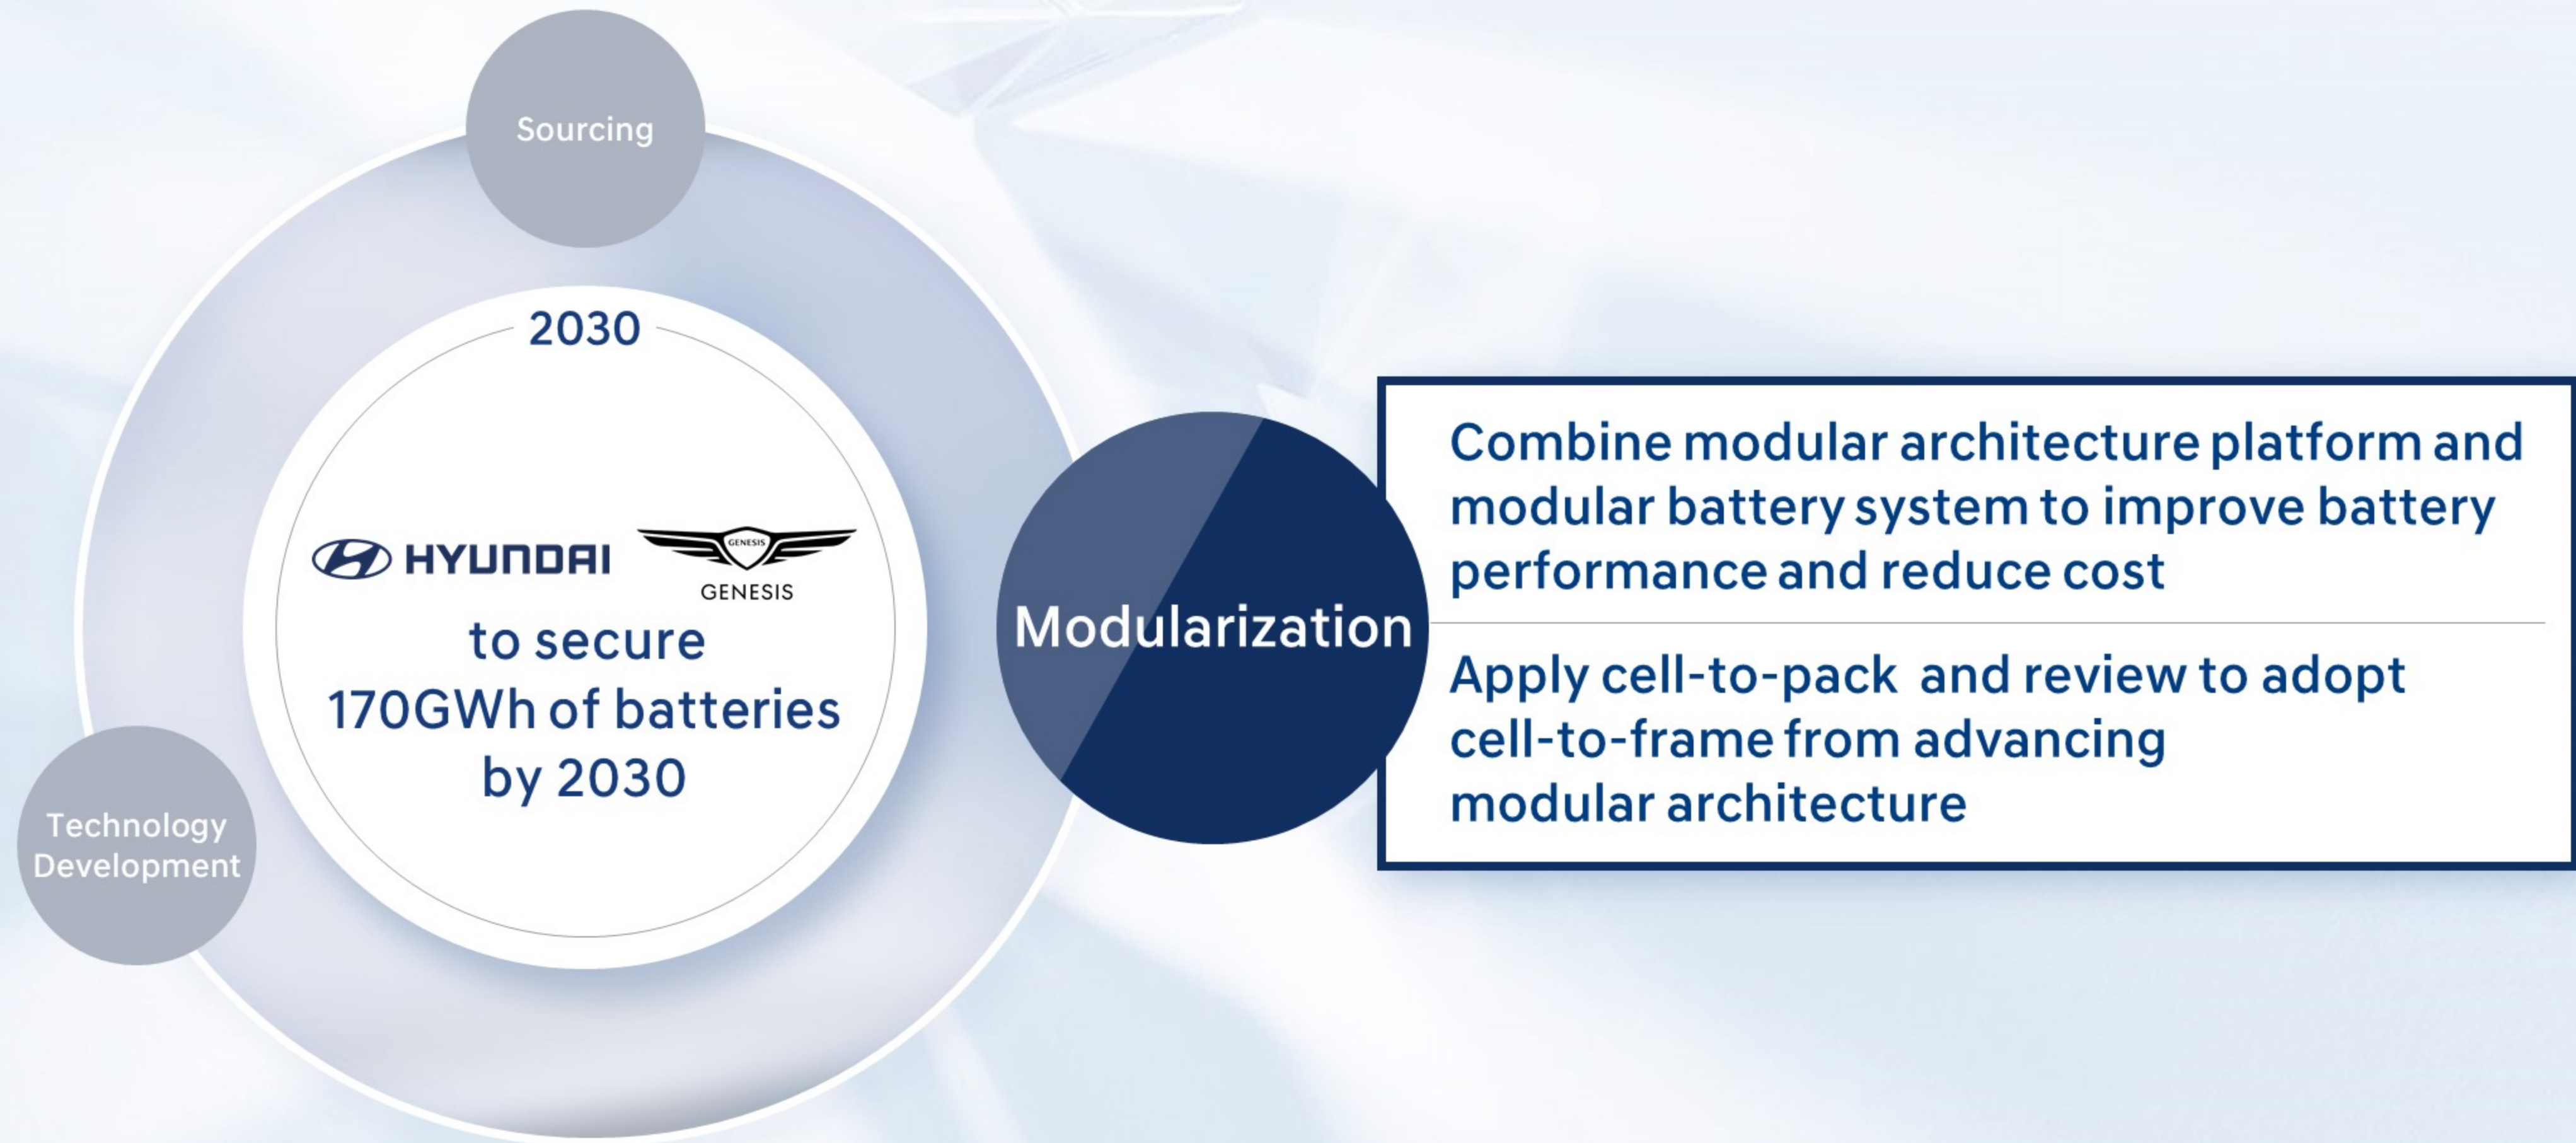 Sourcing
2030
HYUNDAI
GENESIS
GENESIS
to secure
170GWh of batteries
by 2030
Technology
Development
Modularization
Combine modular architecture platform and
modular battery system to improve battery
performance and reduce cost
Apply cell-to-pack and review to adopt
cell-to-frame from advancing
modular architecture